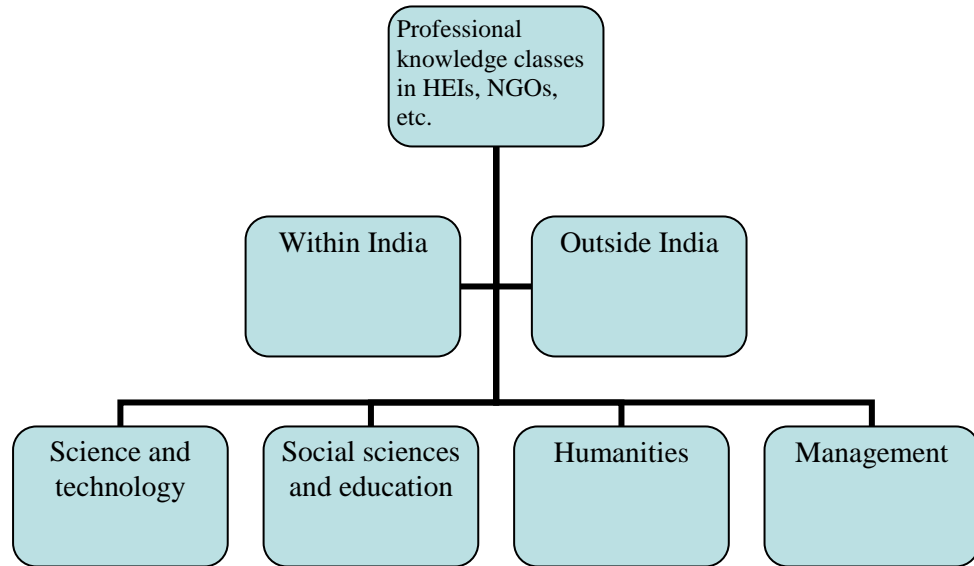 Professional
knowledge classes
in HEIs, NGOs,
etc.
Within India
Outside India
Science and
technology
Social sciences
and education
Humanities
Management